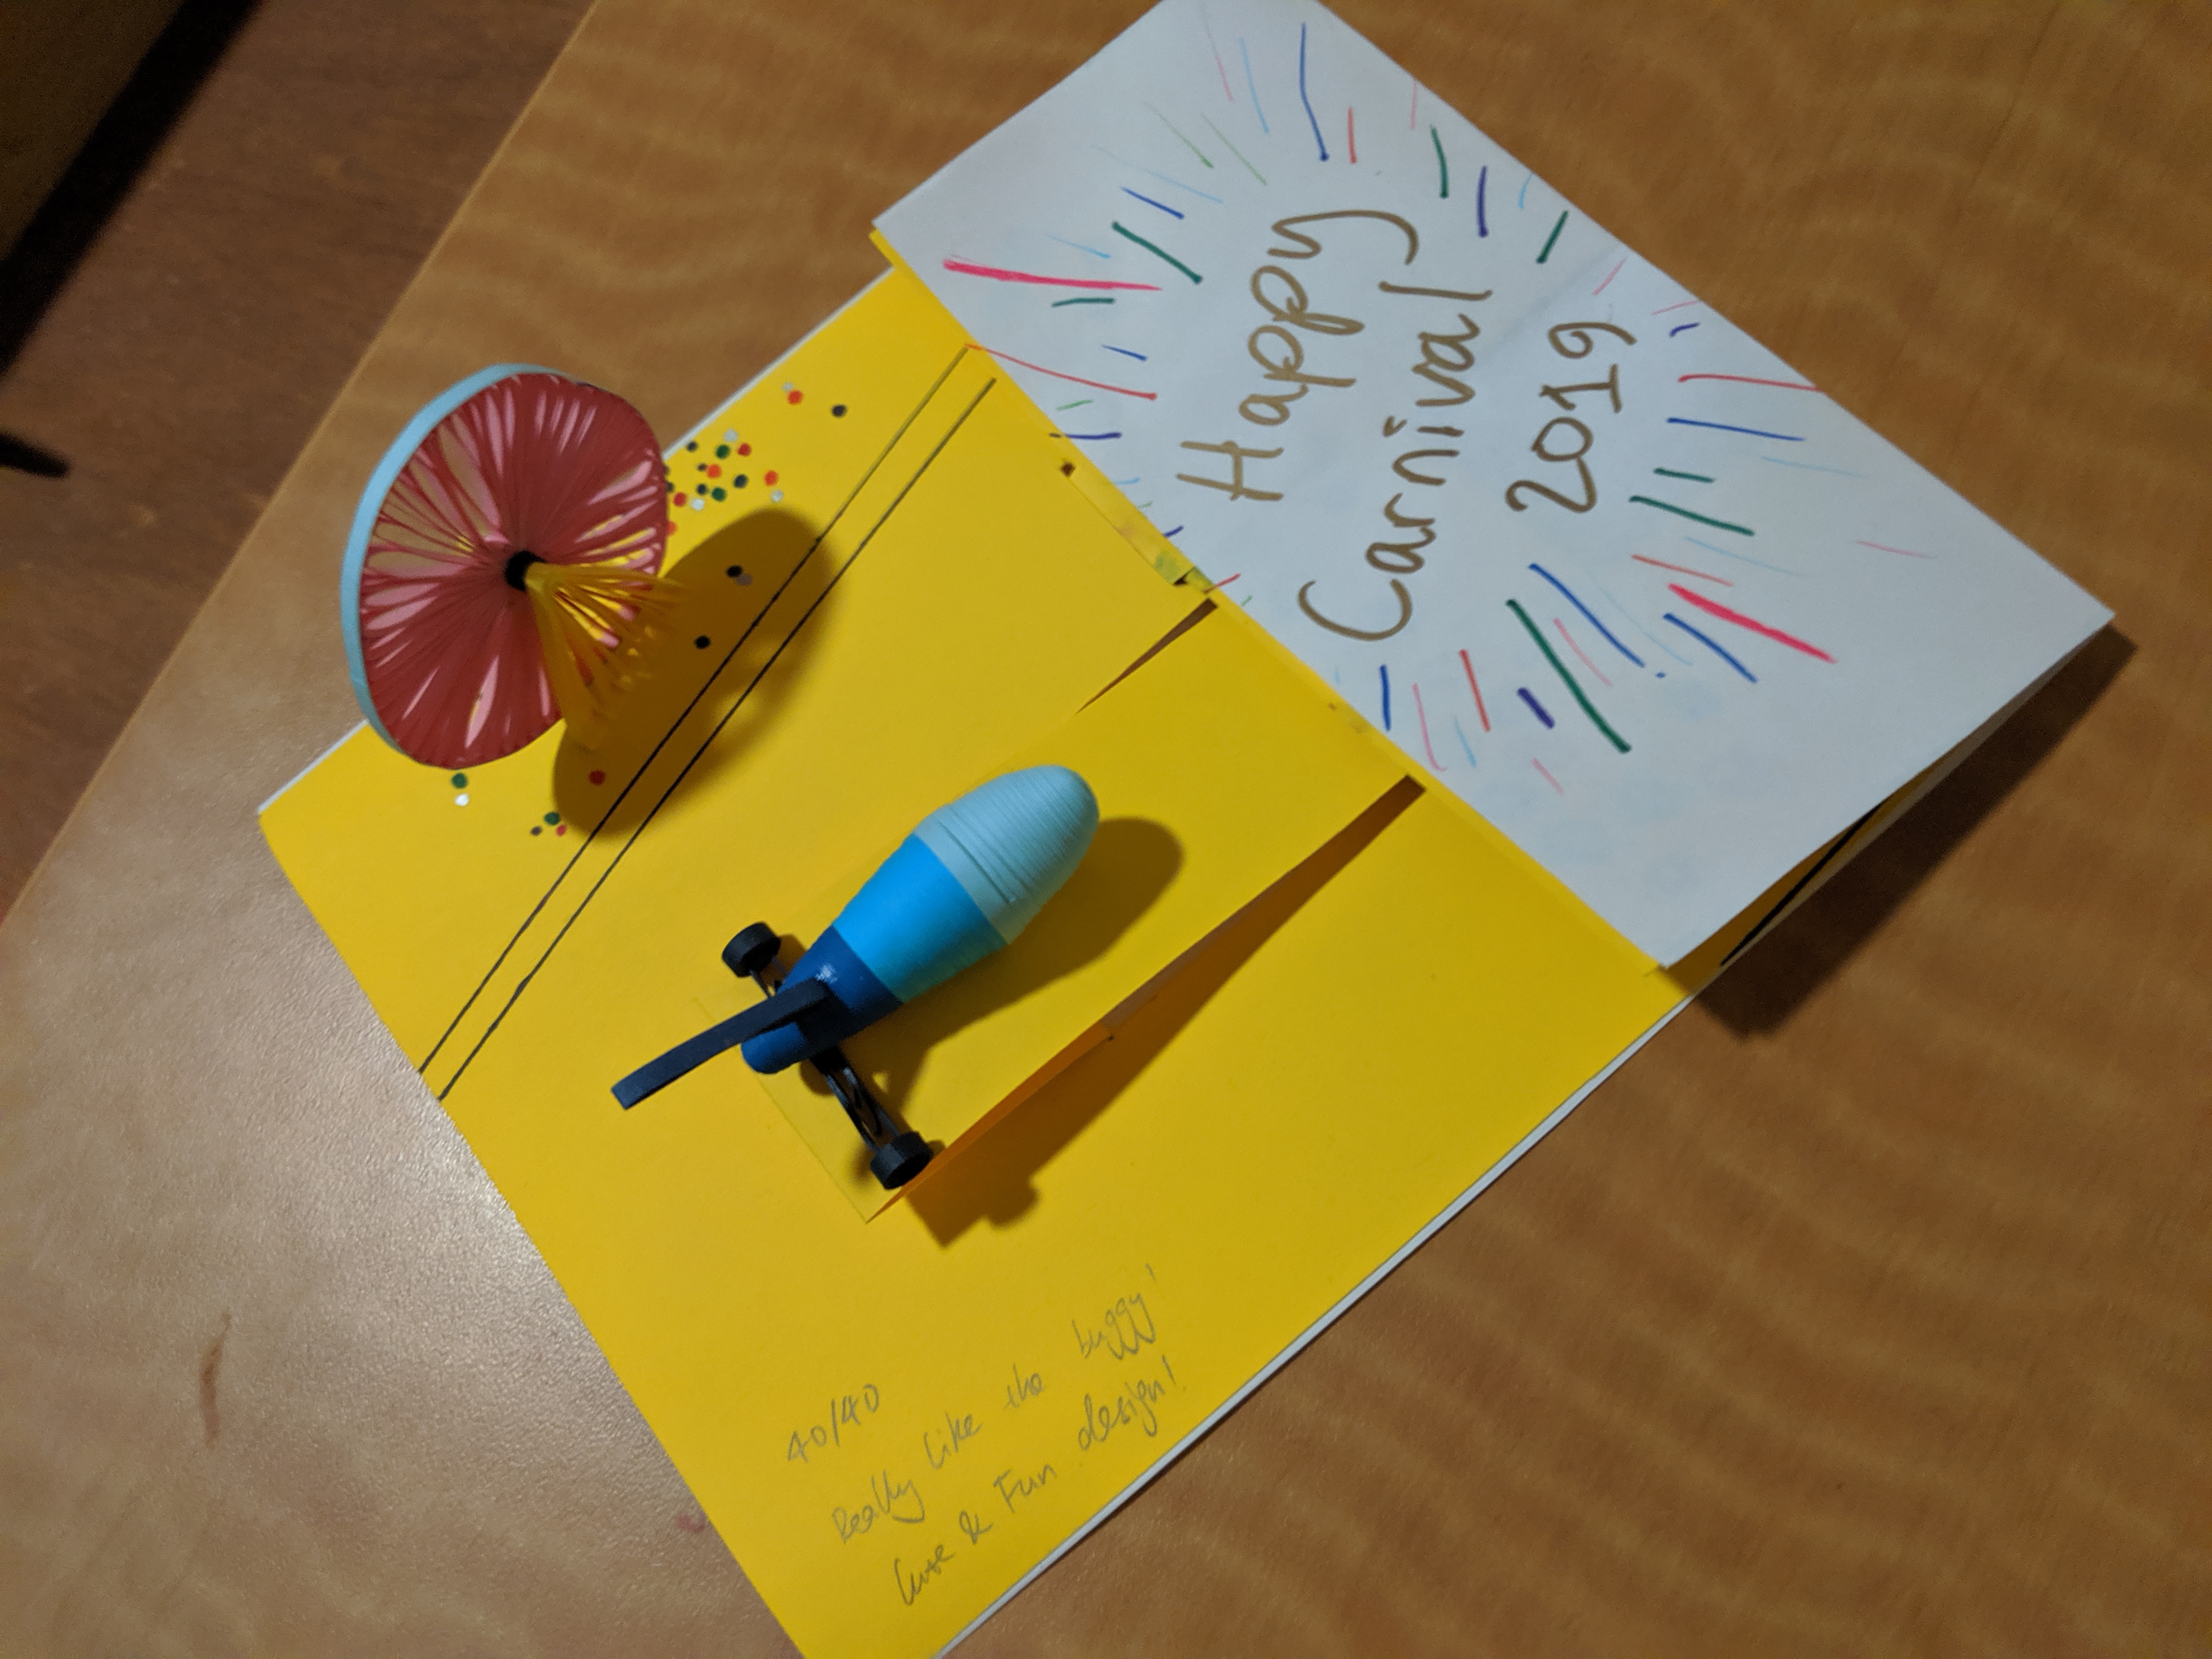 40/40
Really like the buggy,
Cute & Fun design!
Happy
Carnival
2019